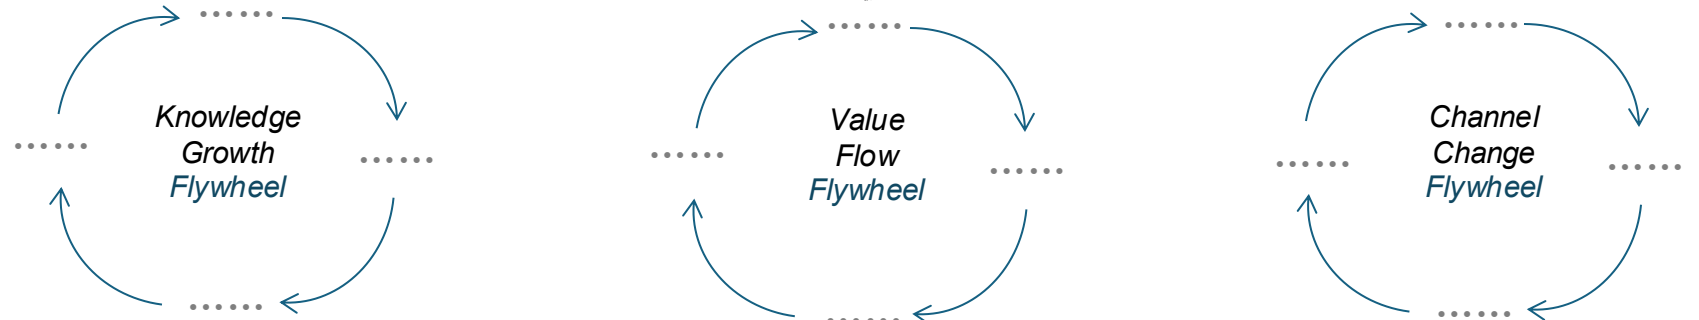 ......
Knowledge
Growth
Flywheel
......
......
......
......
Value
Flow
Flywheel
......
......
......
......
Channel
Change
Flywheel
......
......
......